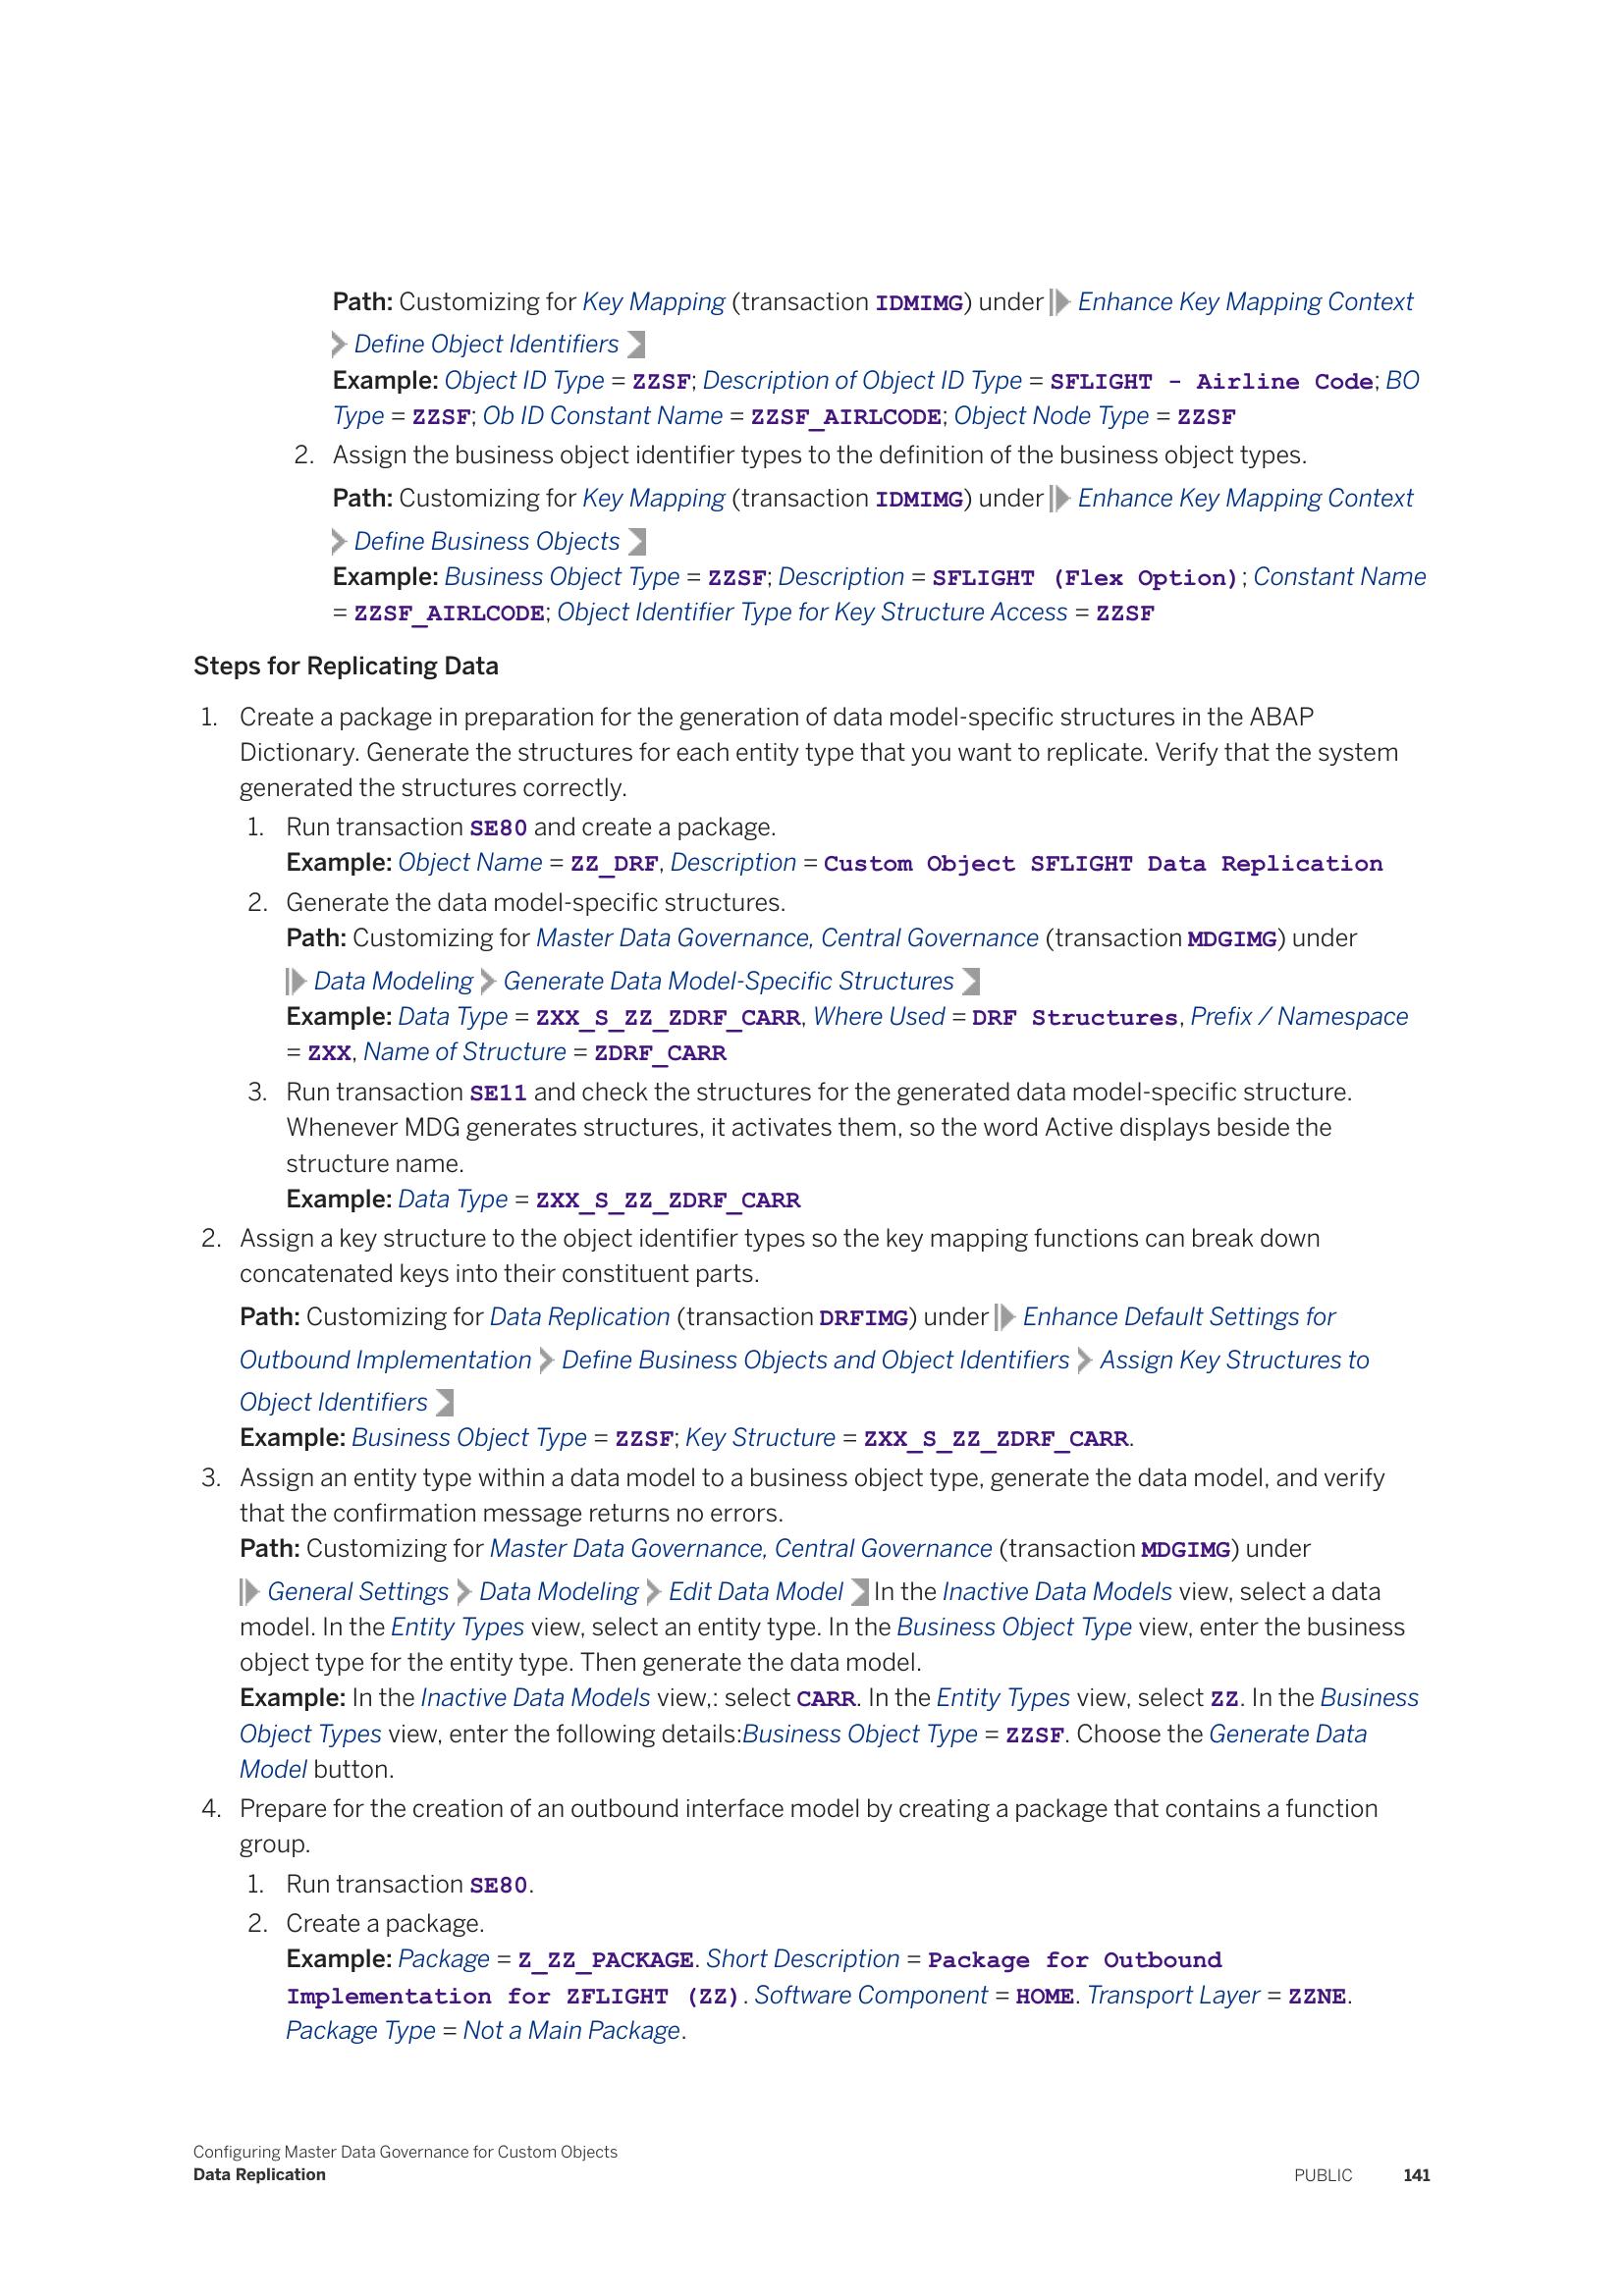 Path: Customizing for Key Mapping (transaction IDMIMG) under Enhance Key Mapping Context
Define Object Identifiers
Example: Object ID Type = ZZSF; Description of Object ID Type = SFLIGHT - Airline Code; BO
Type = ZZSF; Ob ID Constant Name = ZZSF_AIRLCODE; Object Node Type = ZZSF
2. Assign the business object identifier types to the definition of the business object types.
Path: Customizing for Key Mapping (transaction IDMIMG) under Enhance Key Mapping Context
Define Business Objects
Example: Business Object Type = ZZSF; Description = SFLIGHT (Flex Option); Constant Name
= ZZSF_AIRLCODE; Object Identifier Type for Key Structure Access = ZZSF
Steps for Replicating Data
1. Create a package in preparation for the generation of data model-specific structures in the ABAP
Dictionary. Generate the structures for each entity type that you want to replicate. Verify that the system
generated the structures correctly.
1. Run transaction SE80 and create a package.
Example: Object Name = ZZ_DRF, Description = Custom Object SFLIGHT Data Replication
2. Generate the data model-specific structures.
Path: Customizing for Master Data Governance, Central Governance (transaction MDGIMG) under
Data Modeling Generate Data Model-Specific Structures
Example: Data Type = ZXX_S_ZZ_ZDRF_CARR, Where Used = DRF Structures, Prefix / Namespace
= ZXX, Name of Structure = ZDRF_CARR
3. Run transaction SE11 and check the structures for the generated data model-specific structure.
Whenever MDG generates structures, it activates them, so the word Active displays beside the
structure name.
Example: Data Type = ZXX_S_ZZ_ZDRF_CARR
2. Assign a key structure to the object identifier types so the key mapping functions can break down
concatenated keys into their constituent parts.
Path: Customizing for Data Replication (transaction DRFIMG) under Enhance Default Settings for
Outbound Implementation Define Business Objects and Object Identifiers Assign Key Structures to
Object Identifiers
Example: Business Object Type = ZZSF; Key Structure = ZXX_S_ZZ_ZDRF_CARR.
3. Assign an entity type within a data model to a business object type, generate the data model, and verify
that the confirmation message returns no errors.
Path: Customizing for Master Data Governance, Central Governance (transaction MDGIMG) under
General Settings Data Modeling Edit Data Model In the Inactive Data Models view, select a data
model. In the Entity Types view, select an entity type. In the Business Object Type view, enter the business
object type for the entity type. Then generate the data model.
Example: In the Inactive Data Models view,: select CARR. In the Entity Types view, select ZZ. In the Business
Object Types view, enter the following details:Business Object Type = ZZSF. Choose the Generate Data
Model button.
4. Prepare for the creation of an outbound interface model by creating a package that contains a function
group.
1. Run transaction SE80.
2. Create a package.
Example: Package = Z_ZZ_PACKAGE. Short Description = Package for Outbound
Implementation for ZFLIGHT (ZZ). Software Component = HOME. Transport Layer = ZZNE.
Package Type = Not a Main Package.
Configuring Master Data Governance for Custom Objects
Data Replication PUBLIC 141